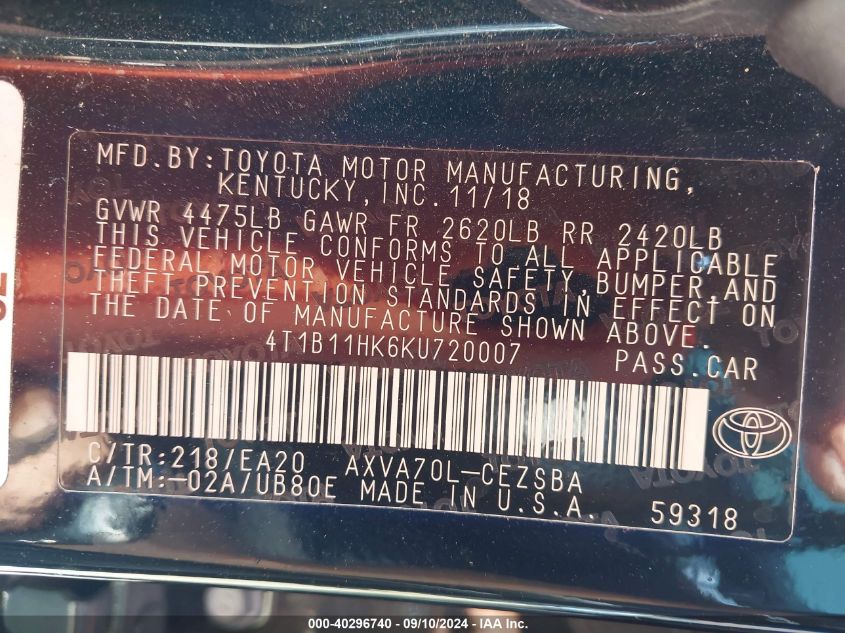 MFD.BY:TOYOTA MOTOR MANUFACTURING,
KENTUCKY,INC.11/18
GVWR 4475LB GAWR FR 2620LB RR 2420LB
THIS VEHICLE CONFORMS TO ALL APPLICABLE
FEDERAL MOTOR VEHICLE SAFETY,BUMPER,AND
THEFT PREVENTION STANDARDS IN EFFECT ON
THE DATE OF MANUFACTURE SHOWN ABOVE.
4T1B11HK6KU720007 PASS.CAR
C/TR:218/EA20 AXVA70L-CEZSBA
A/TM:-02A/UB80E MADE IN U.S.A. 59318
000-40296740 - 09/10/2024 - IAA Inc.